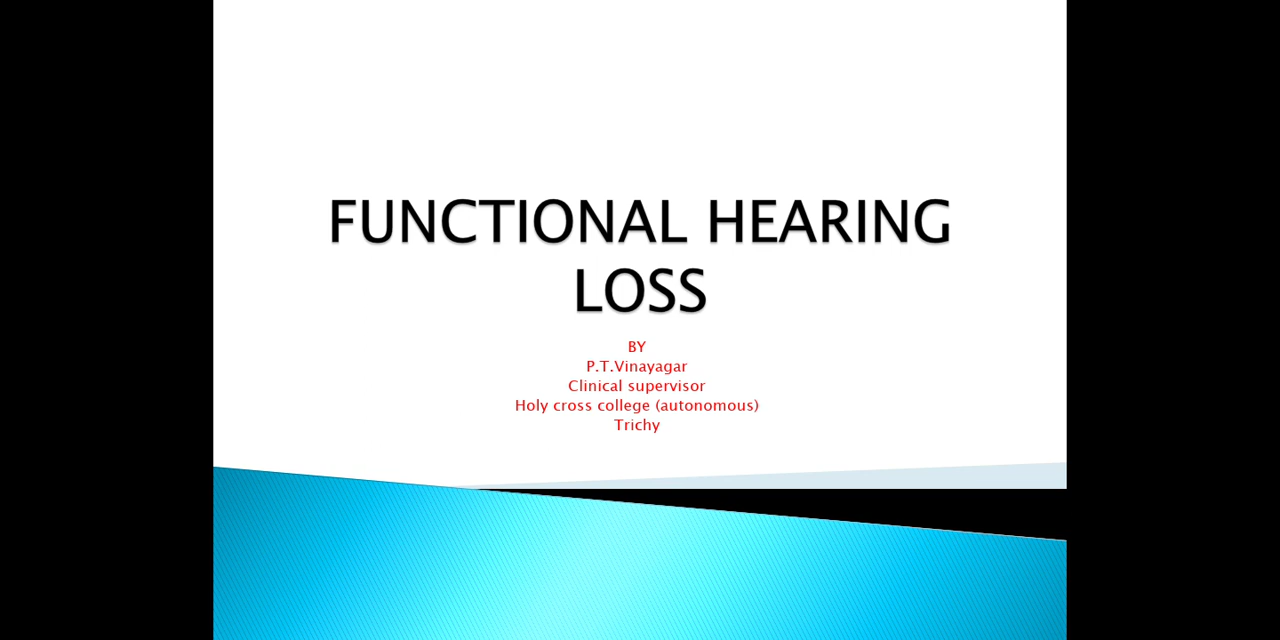 FUNCTIONAL HEARING
LOSS
BY
P.T.Vinayagar
Clinical supervisor
Holy cross college (autonomous)
Trichy